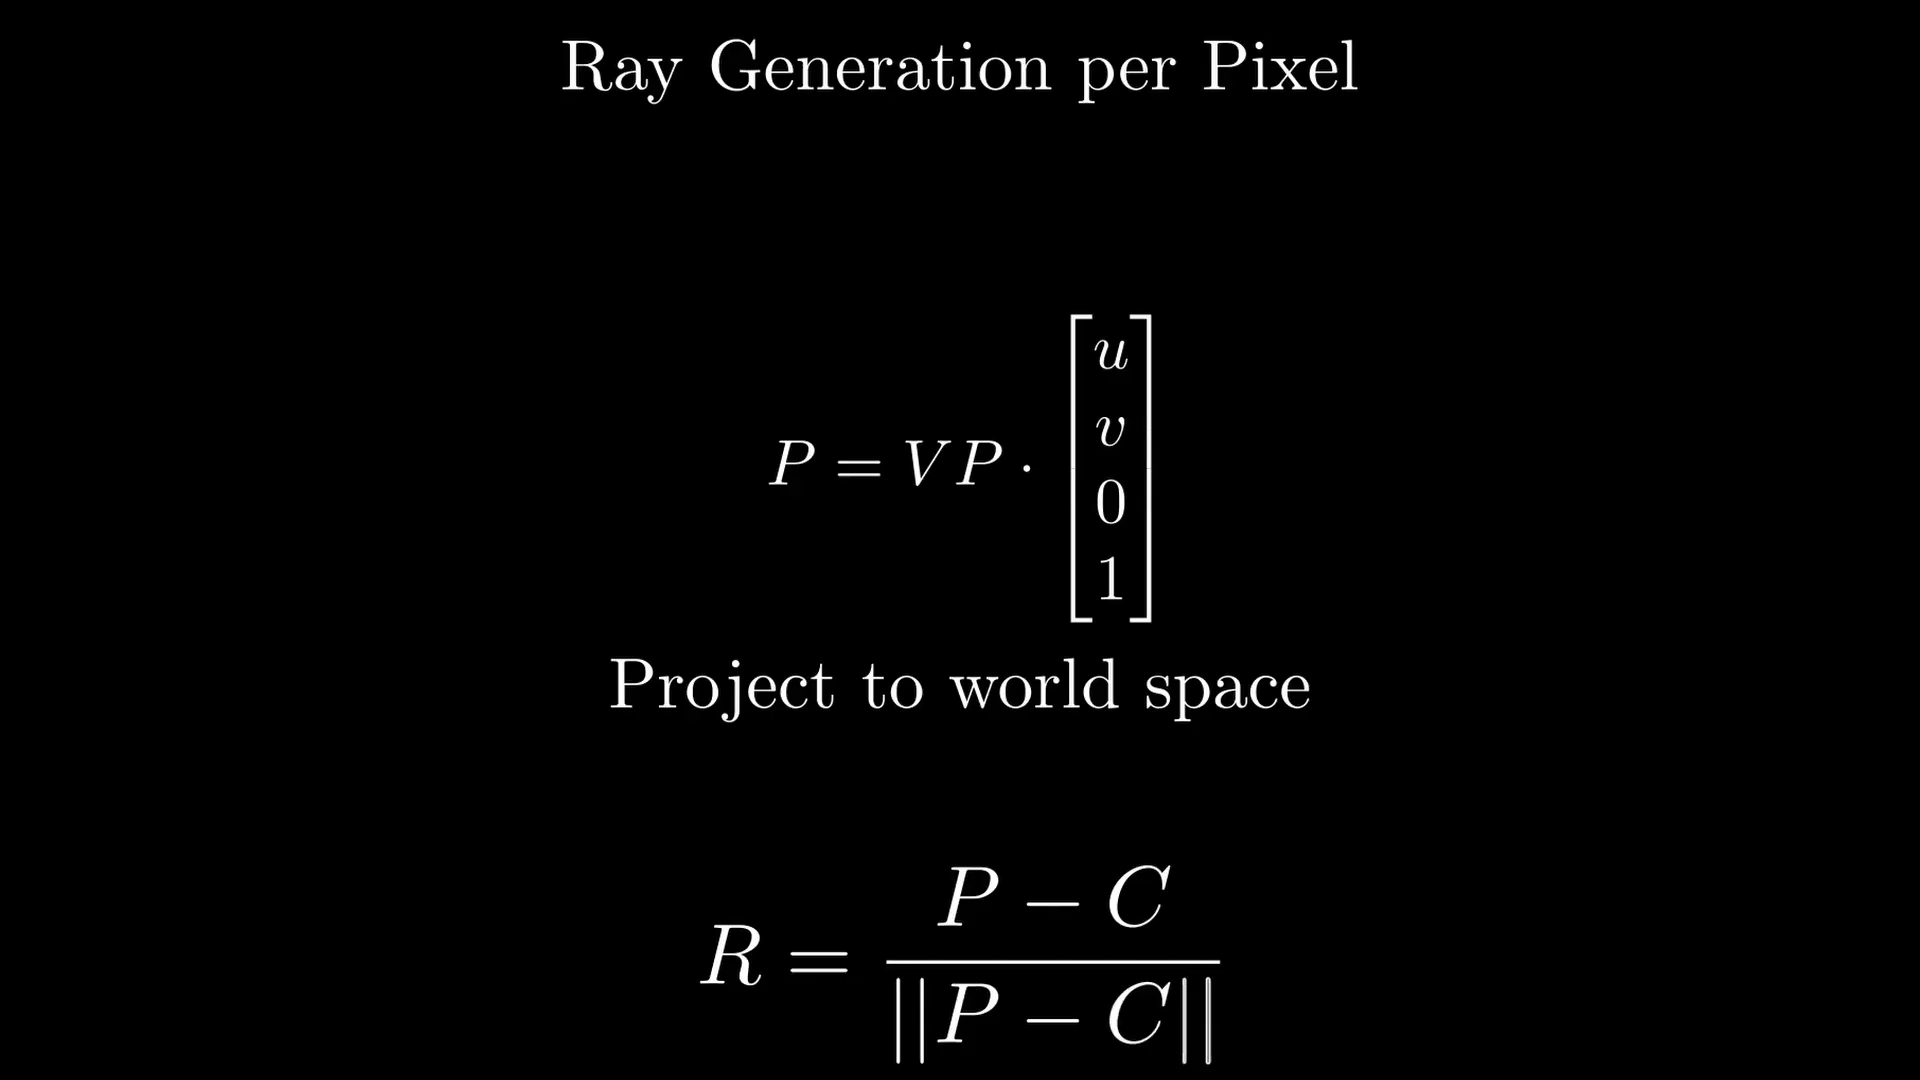 Ray Generation per Pixel
P = VP · [u v 0 1]
Project to world space
R = P − C / ||P − C||